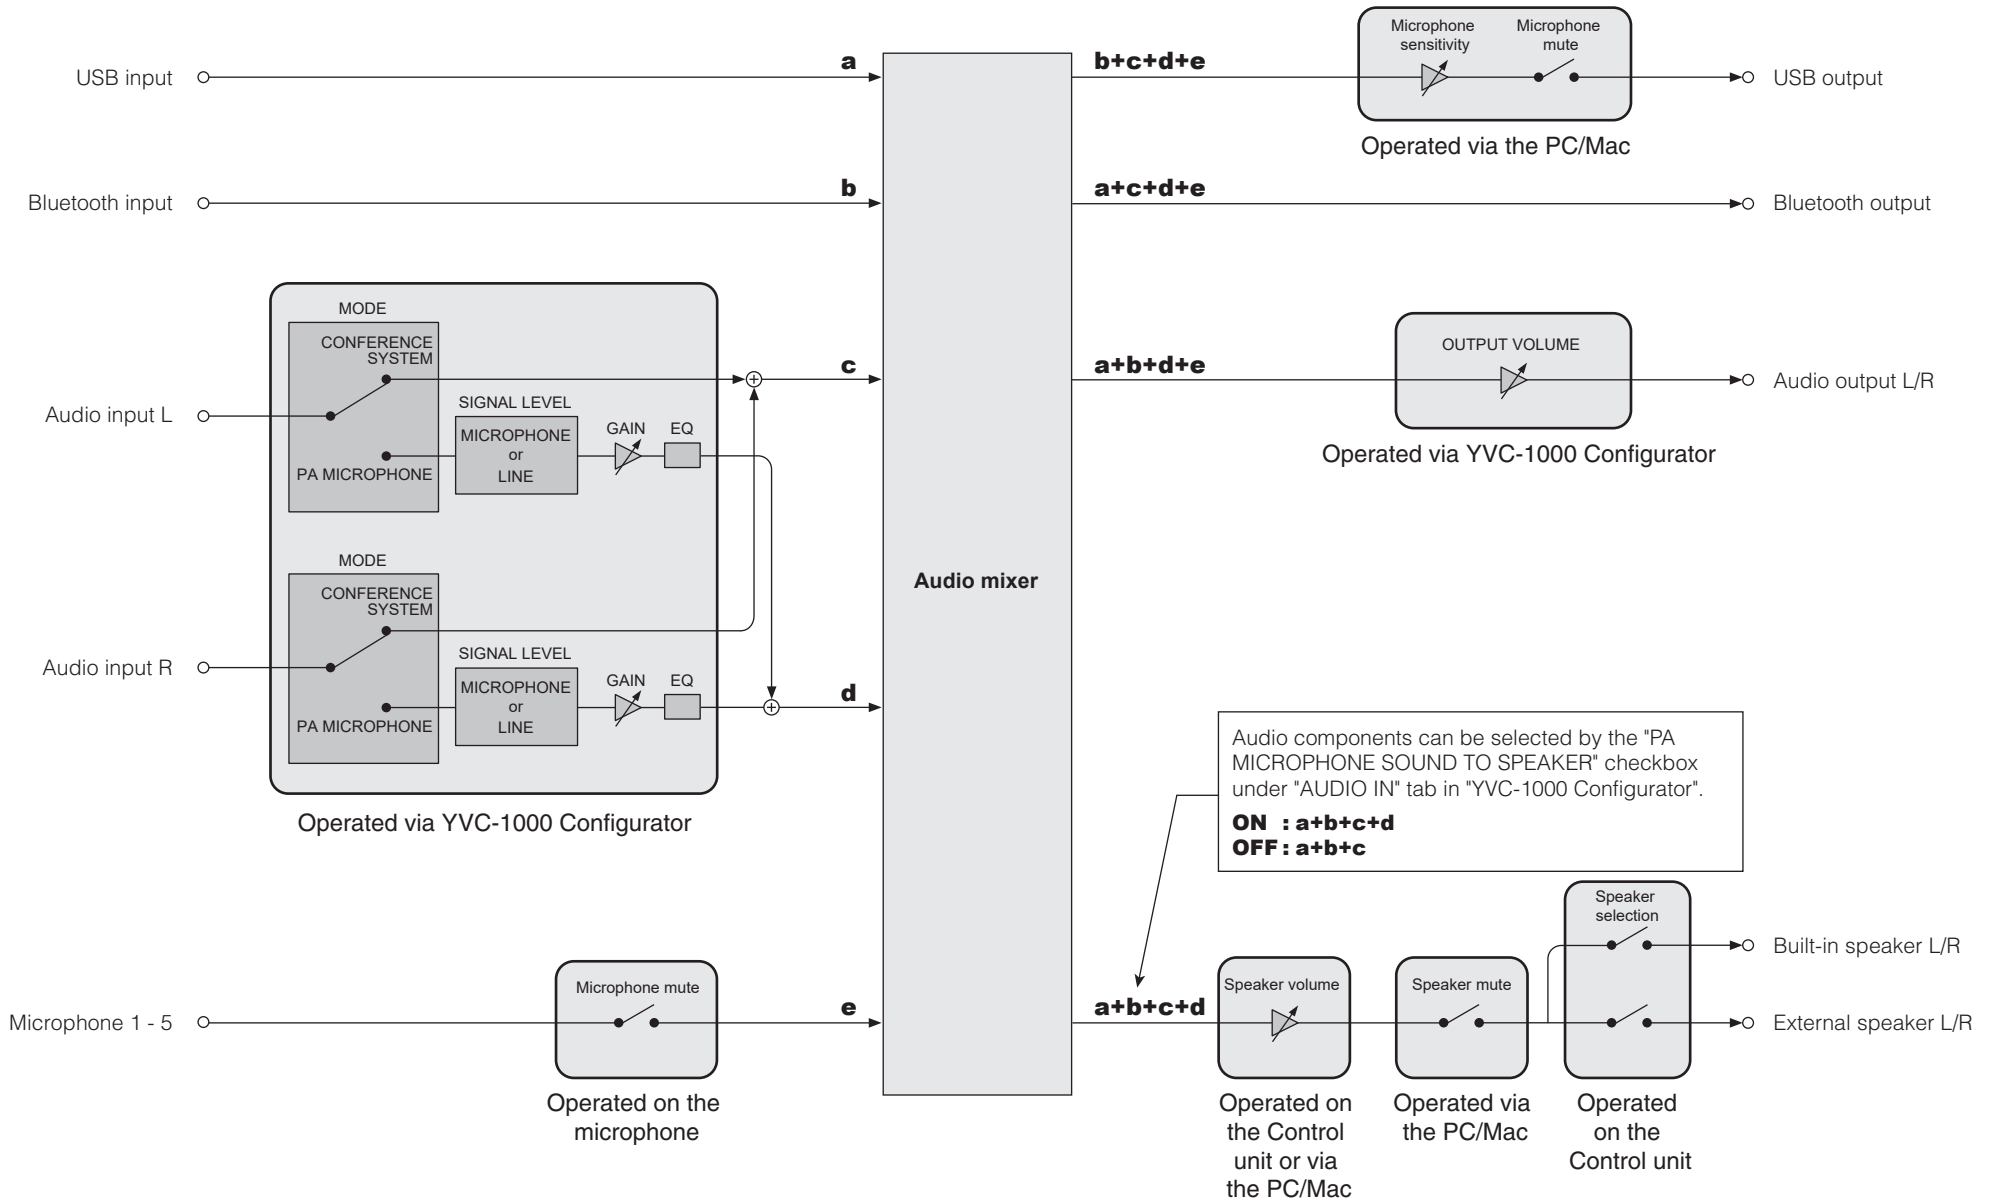 USB input
a
b+c+d+e
Microphone
sensitivity
Microphone
mute
USB output
Operated via the PC/Mac
Bluetooth input
b
a+c+d+e
Bluetooth output
MODE
CONFERENCE
SYSTEM
PA MICROPHONE
Audio input L
SIGNAL LEVEL
MICROPHONE
or
LINE
GAIN
EQ
c
a+b+d+e
OUTPUT VOLUME
Audio output L/R
Operated via YVC-1000 Configurator
MODE
CONFERENCE
SYSTEM
PA MICROPHONE
Audio input R
SIGNAL LEVEL
MICROPHONE
or
LINE
GAIN
EQ
d
Operated via YVC-1000 Configurator
Audio mixer
Audio components can be selected by the "PA
MICROPHONE SOUND TO SPEAKER" checkbox
under "AUDIO IN" tab in "YVC-1000 Configurator".
ON : a+b+c+d
OFF : a+b+c
Microphone 1 - 5
Microphone mute
e
Operated on the
microphone
a+b+c+d
Speaker volume
Operated on
the Control
unit or via
the PC/Mac
Speaker mute
Operated via
the PC/Mac
Speaker
selection
Operated
on the
Control unit
Built-in speaker L/R
External speaker L/R